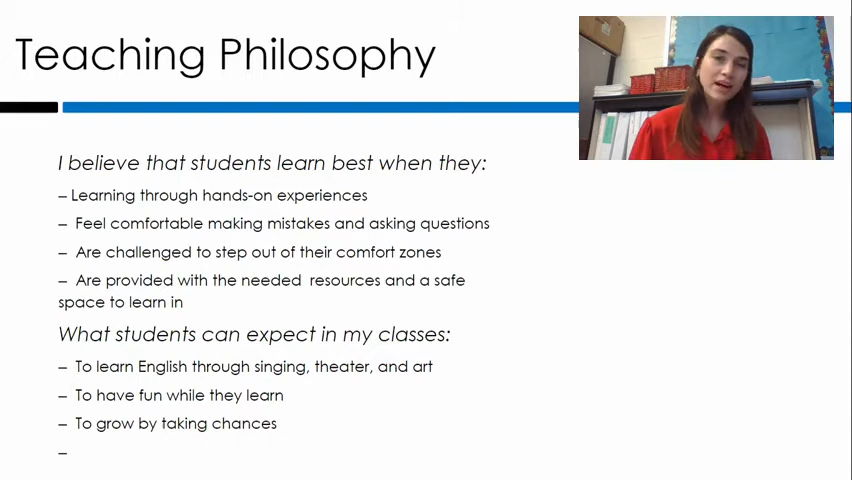 Teaching Philosophy
I believe that students learn best when they:
– Learning through hands-on experiences
– Feel comfortable making mistakes and asking questions
– Are challenged to step out of their comfort zones
– Are provided with the needed resources and a safe
space to learn in
What students can expect in my classes:
– To learn English through singing, theater, and art
– To have fun while they learn
– To grow by taking chances
–